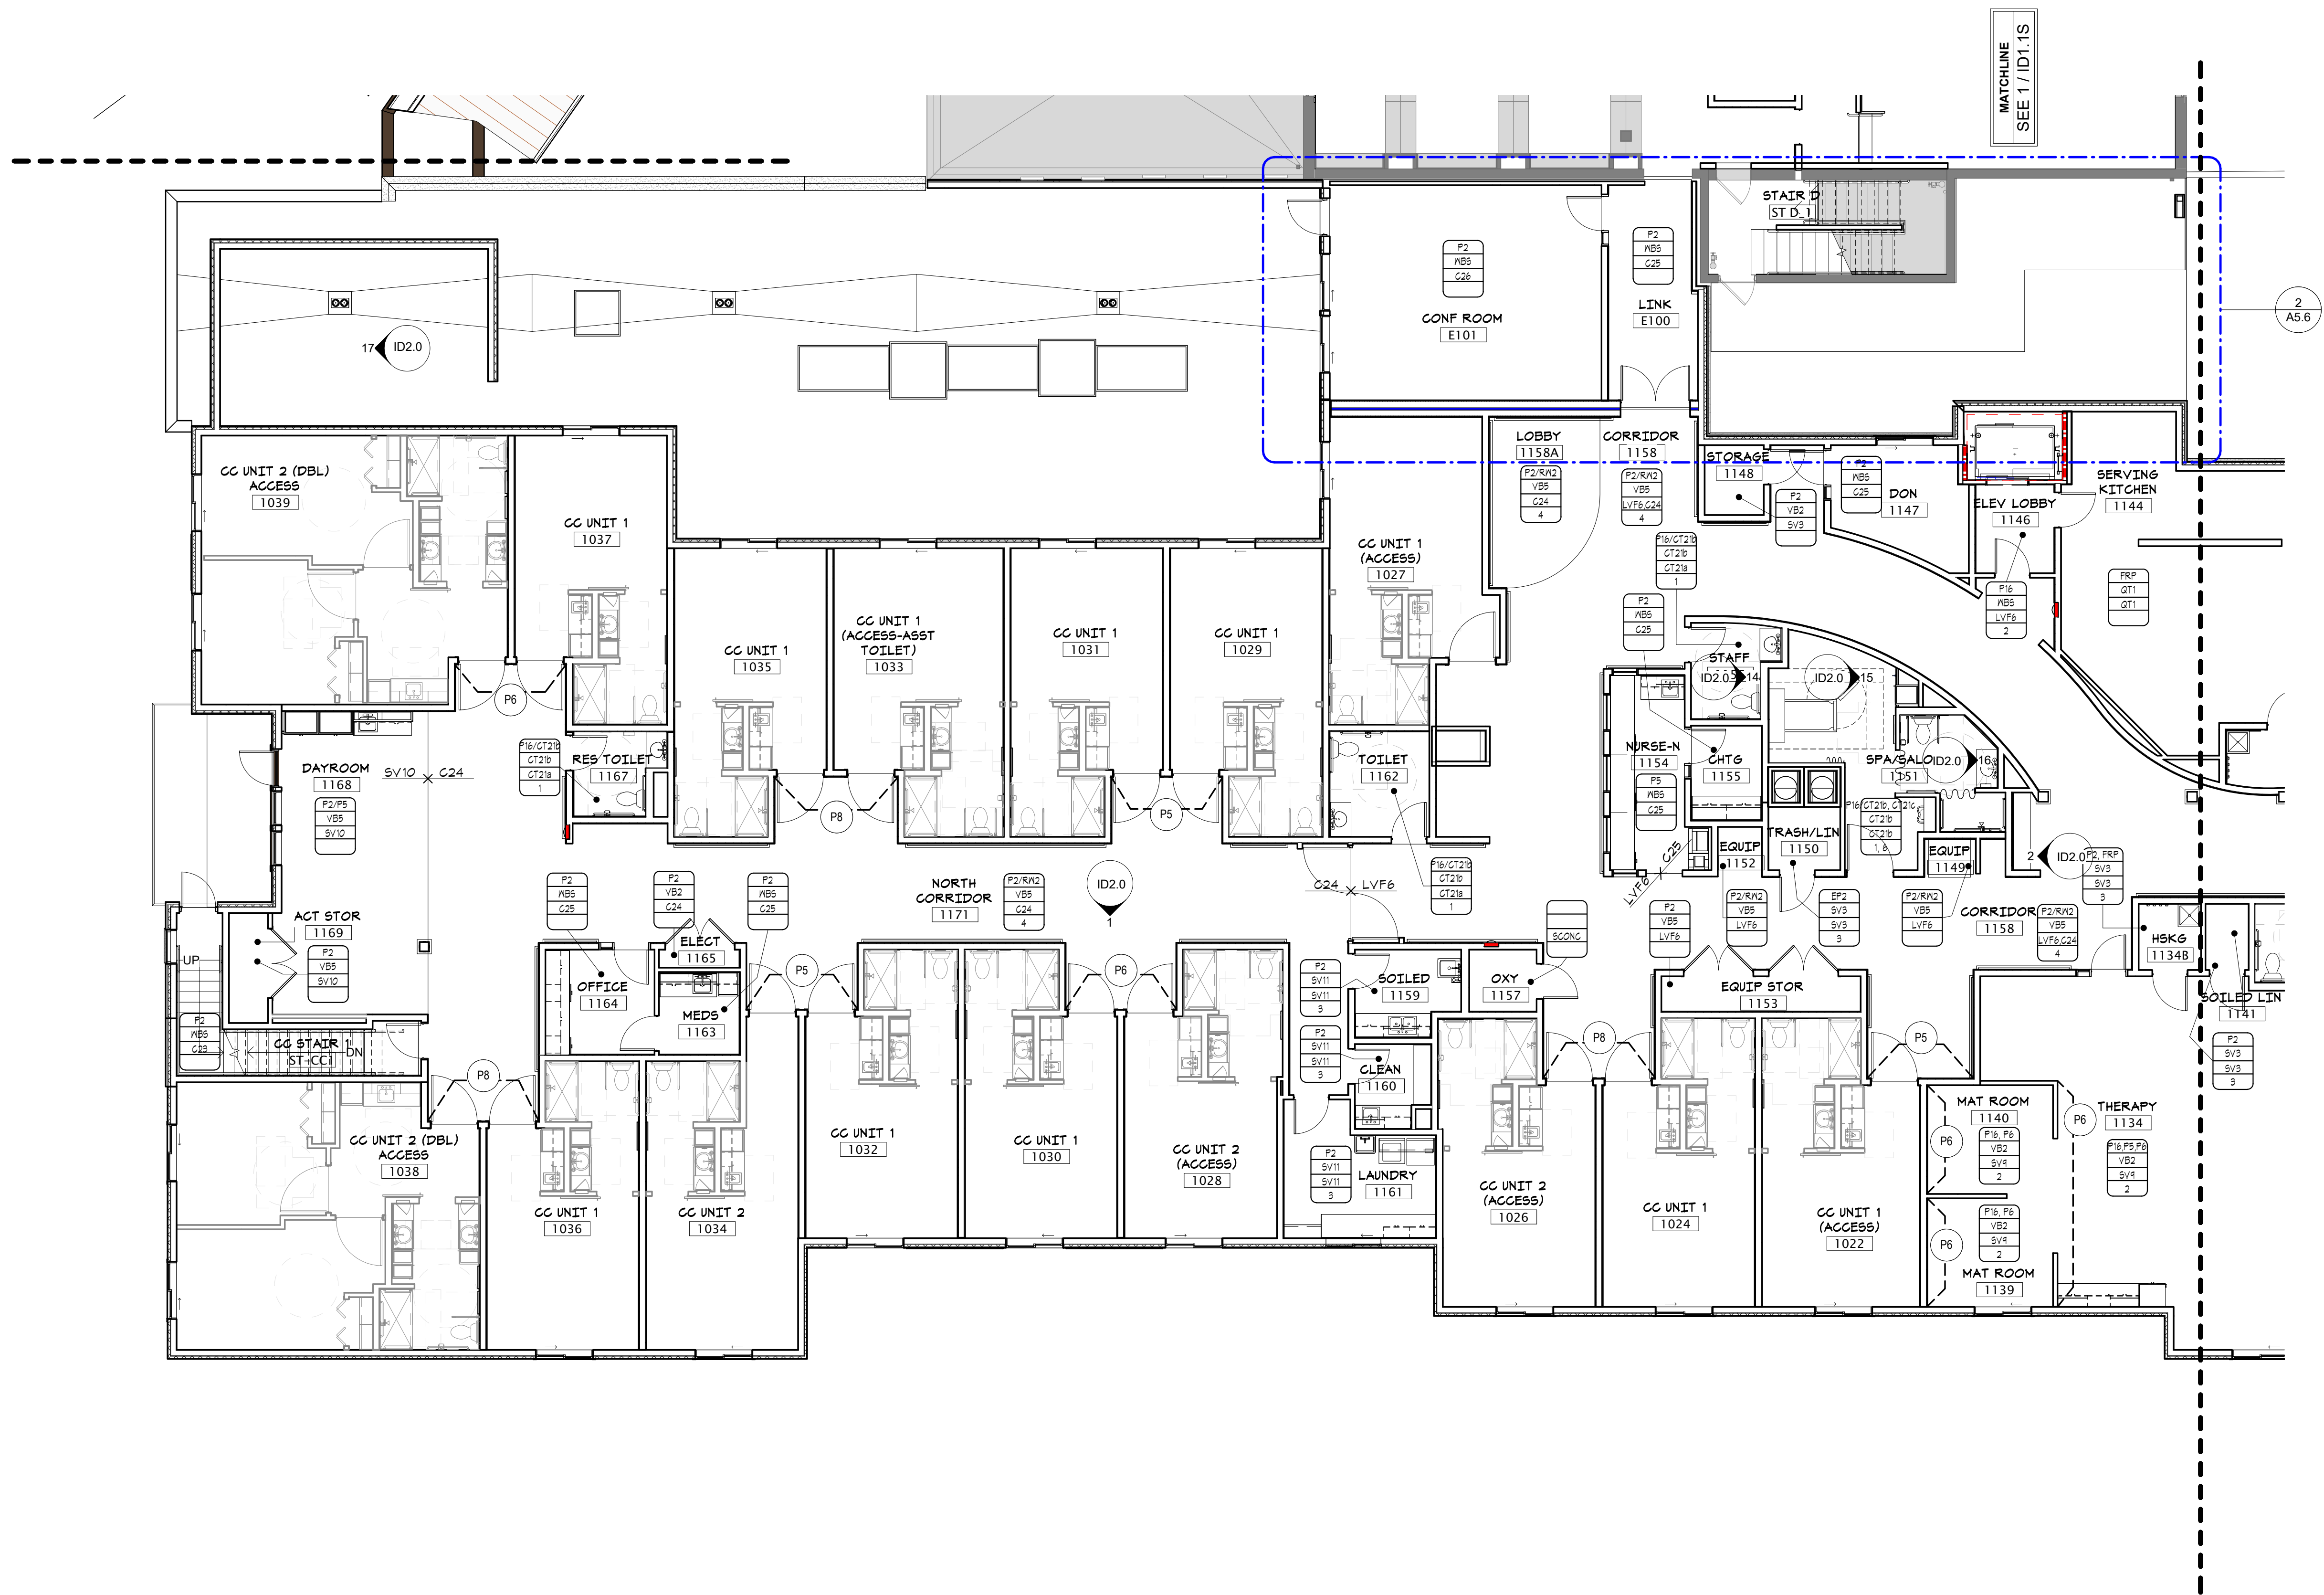 MATCHLINE
SEE 1 / ID1.1S
STAIR D
ST D_1
P2
WB5
C26
CONF ROOM
E101
P2
WB5
C25
LINK
E100
2
A5.6
17
ID2.0
LOBBY
1158A
P2/RW2
VB5
C24
4
CORRIDOR
1158
P2/RW2
VB5
LVF6,C24
4
STORAGE
1148
P2
VB2
SV3
P2
WB5
C25
DON
1147
ELEV LOBBY
1146
SERVING
KITCHEN
1144
CC UNIT 2 (DBL)
ACCESS
1039
CC UNIT 1
1037
CC UNIT 1
(ACCESS)
1027
P16/CT21b
CT21b
CT21a
1
P16
WB5
LVF6
2
FRP
QT1
QT1
P2
WB5
C25
CC UNIT 1
1035
CC UNIT 1
(ACCESS-ASST
TOILET)
1033
CC UNIT 1
1031
CC UNIT 1
1029
STAFF
ID2.0
14
ID2.0
15
P6
DAYROOM
1168
P2/P5
VB5
SV10
SV10
C24
P16/CT21b
CT21b
CT21a
1
RES TOILET
1167
P8
P5
TOILET
1162
NURSE-N
1154
P5
WB5
C25
CHTG
1155
SPA/SALO
1151
ID2.0
16
P16/CT21b, CT21c
CT21b
CT21b
1, 6
TRASH/LIN
1150
EQUIP
1152
EQUIP
1149
LVF6
C25
2
ID2.0
P2, FRP
SV3
SV3
3
P2
WB5
C25
P2
VB2
C24
P2
WB5
C25
NORTH
CORRIDOR
1171
P2/RW2
VB5
C24
4
ID2.0
1
C24
LVF6
P16/CT21b
CT21b
CT21a
1
SCONC
P2
VB5
LVF6
P2/RW2
VB5
LVF6
EP2
SV3
SV3
3
P2/RW2
VB5
LVF6
CORRIDOR
1158
P2/RW2
VB5
LVF6,C24
4
HSKG
1134B
SOILED LIN
1141
P2
SV3
SV3
3
ACT STOR
1169
P2
VB5
SV10
UP
P2
WB5
C23
CC STAIR 1
ST-CC1
DN
OFFICE
1164
ELECT
1165
MEDS
1163
P5
P6
P2
SV11
SV11
3
SOILED
1159
OXY
1157
EQUIP STOR
1153
P2
SV11
SV11
3
CLEAN
1160
P8
P8
P5
CC UNIT 2 (DBL)
ACCESS
1038
CC UNIT 1
1036
CC UNIT 2
1034
CC UNIT 1
1032
CC UNIT 1
1030
CC UNIT 2
(ACCESS)
1028
P2
SV11
SV11
3
LAUNDRY
1161
CC UNIT 2
(ACCESS)
1026
CC UNIT 1
1024
CC UNIT 1
(ACCESS)
1022
MAT ROOM
1140
P6
P16, P6
VB2
SV9
2
P6
THERAPY
1134
P16,P5,P6
VB2
SV9
2
P6
P16, P6
VB2
SV9
2
MAT ROOM
1139